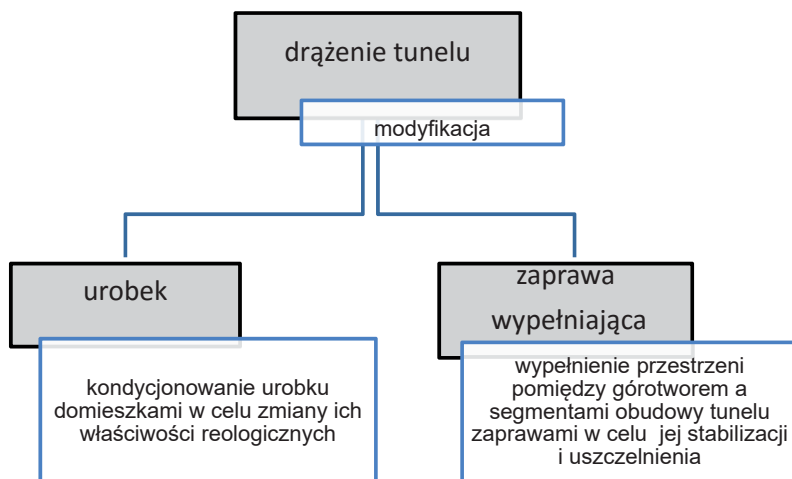 drążenie tunelu
modyfikacja
urobek
kondycjonowanie urobku
domieszkami w celu zmiany ich
właściwości reologicznych
zaprawa
wypełniająca
wypełnienie przestrzeni
pomiędzy górotworem a
segmentami obudowy tunelu
zaprawami w celu jej stabilizacji
i uszczelnienia